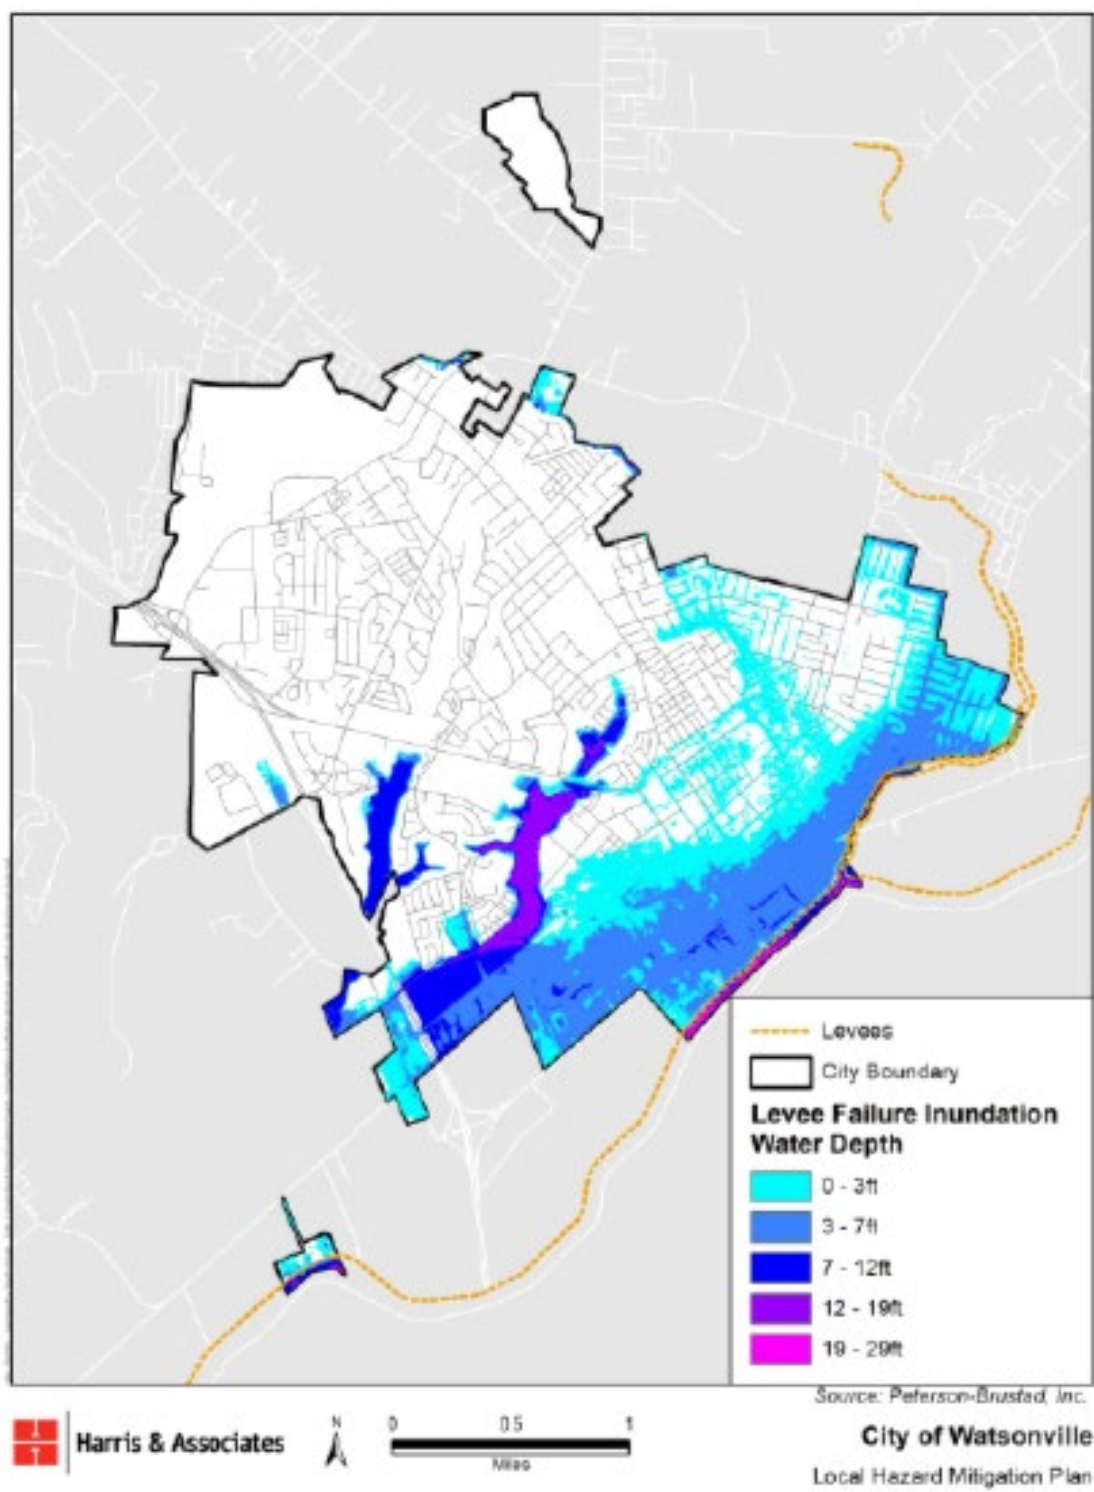 Levees
City Boundary
Levee Failure Inundation
Water Depth
0 - 3ft
3 - 7ft
7 - 12ft
12 - 19ft
19 - 29ft
Source: Peterson-Brustad, Inc.
Harris & Associates
N
0 0.5 1
Miles
City of Watsonville
Local Hazard Mitigation Plan